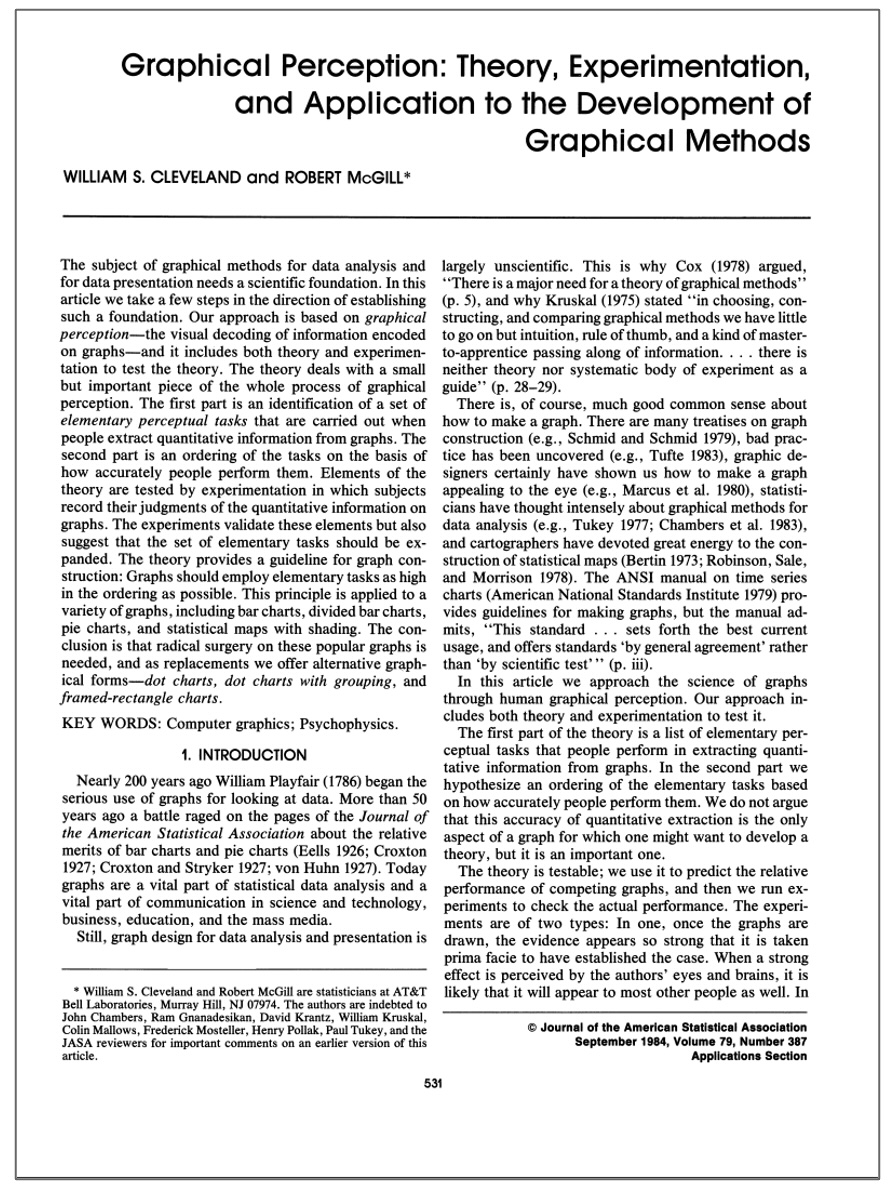 Graphical Perception: Theory, Experimentation,
and Application to the Development of
Graphical Methods
WILLIAM S. CLEVELAND and ROBERT McGILL*
The subject of graphical methods for data analysis and
for data presentation needs a scientific foundation. In this
article we take a few steps in the direction of establishing
such a foundation. Our approach is based on graphical
perception—the visual decoding of information encoded
on graphs—and it includes both theory and experimen-
tation to test the theory. The theory deals with a small
but important piece of the whole process of graphical
perception. The first part is an identification of a set of
elementary perceptual tasks that are carried out when
people extract quantitative information from graphs. The
second part is an ordering of the tasks on the basis of
how accurately people perform them. Elements of the
theory are tested by experimentation in which subjects
record their judgments of the quantitative information on
graphs. The experiments validate these elements but also
suggest that the set of elementary tasks should be ex-
panded. The theory provides a guideline for graph con-
struction: Graphs should employ elementary tasks as high
in the ordering as possible. This principle is applied to a
variety of graphs, including bar charts, divided bar charts,
pie charts, and statistical maps with shading. The con-
clusion is that radical surgery on these popular graphs is
needed, and as replacements we offer alternative graph-
ical forms—dot charts, dot charts with grouping, and
framed-rectangle charts.
KEY WORDS: Computer graphics; Psychophysics.
1. INTRODUCTION
Nearly 200 years ago William Playfair (1786) began the
serious use of graphs for looking at data. More than 50
years ago a battle raged on the pages of the Journal of
the American Statistical Association about the relative
merits of bar charts and pie charts (Eells 1926; Croxton
1927; Croxton and Stryker 1927; von Huhn 1927). Today
graphs are a vital part of statistical data analysis and a
vital part of communication in science and technology,
business, education, and the mass media.
Still, graph design for data analysis and presentation is
* William S. Cleveland and Robert McGill are statisticians at AT&T
Bell Laboratories, Murray Hill, NJ 07974. The authors are indebted to
John Chambers, Ram Gnanadesikan, David Krantz, William Kruskal,
Colin Mallows, Frederick Mosteller, Henry Pollak, Paul Tukey, and the
JASA reviewers for important comments on an earlier version of this
article.
largely unscientific. This is why Cox (1978) argued,
“There is a major need for a theory of graphical methods”
(p. 5), and why Kruskal (1975) stated “in choosing, con-
structing, and comparing graphical methods we have little
to go on but intuition, rule of thumb, and a kind of master-
to-apprentice passing along of information. . . . there is
neither theory nor systematic body of experiment as a
guide” (p. 28–29).
There is, of course, much good common sense about
how to make a graph. There are many treatises on graph
construction (e.g., Schmid and Schmid 1979), bad prac-
tice has been uncovered (e.g., Tufte 1983), graphic de-
signers certainly have shown us how to make a graph
appealing to the eye (e.g., Marcus et al. 1980), statisti-
cians have thought intensely about graphical methods for
data analysis (e.g., Tukey 1977; Chambers et al. 1983),
and cartographers have devoted great energy to the con-
struction of statistical maps (Bertin 1973; Robinson, Sale,
and Morrison 1978). The ANSI manual on time series
charts (American National Standards Institute 1979) pro-
vides guidelines for making graphs, but the manual ad-
mits, “This standard . . . sets forth the best current
usage, and offers standards ‘by general agreement’ rather
than ‘by scientific test’” (p. iii).
In this article we approach the science of graphs
through human graphical perception. Our approach in-
cludes both theory and experimentation to test it.
The first part of the theory is a list of elementary per-
ceptual tasks that people perform in extracting quanti-
tative information from graphs. In the second part we
hypothesize an ordering of the elementary tasks based
on how accurately people perform them. We do not argue
that this accuracy of quantitative extraction is the only
aspect of a graph for which one might want to develop a
theory, but it is an important one.
The theory is testable; we use it to predict the relative
performance of competing graphs, and then we run ex-
periments to check the actual performance. The experi-
ments are of two types: In one, once the graphs are
drawn, the evidence appears so strong that it is taken
prima facie to have established the case. When a strong
effect is perceived by the authors’ eyes and brains, it is
likely that it will appear to most other people as well. In
© Journal of the American Statistical Association
September 1984, Volume 79, Number 387
Applications Section
531